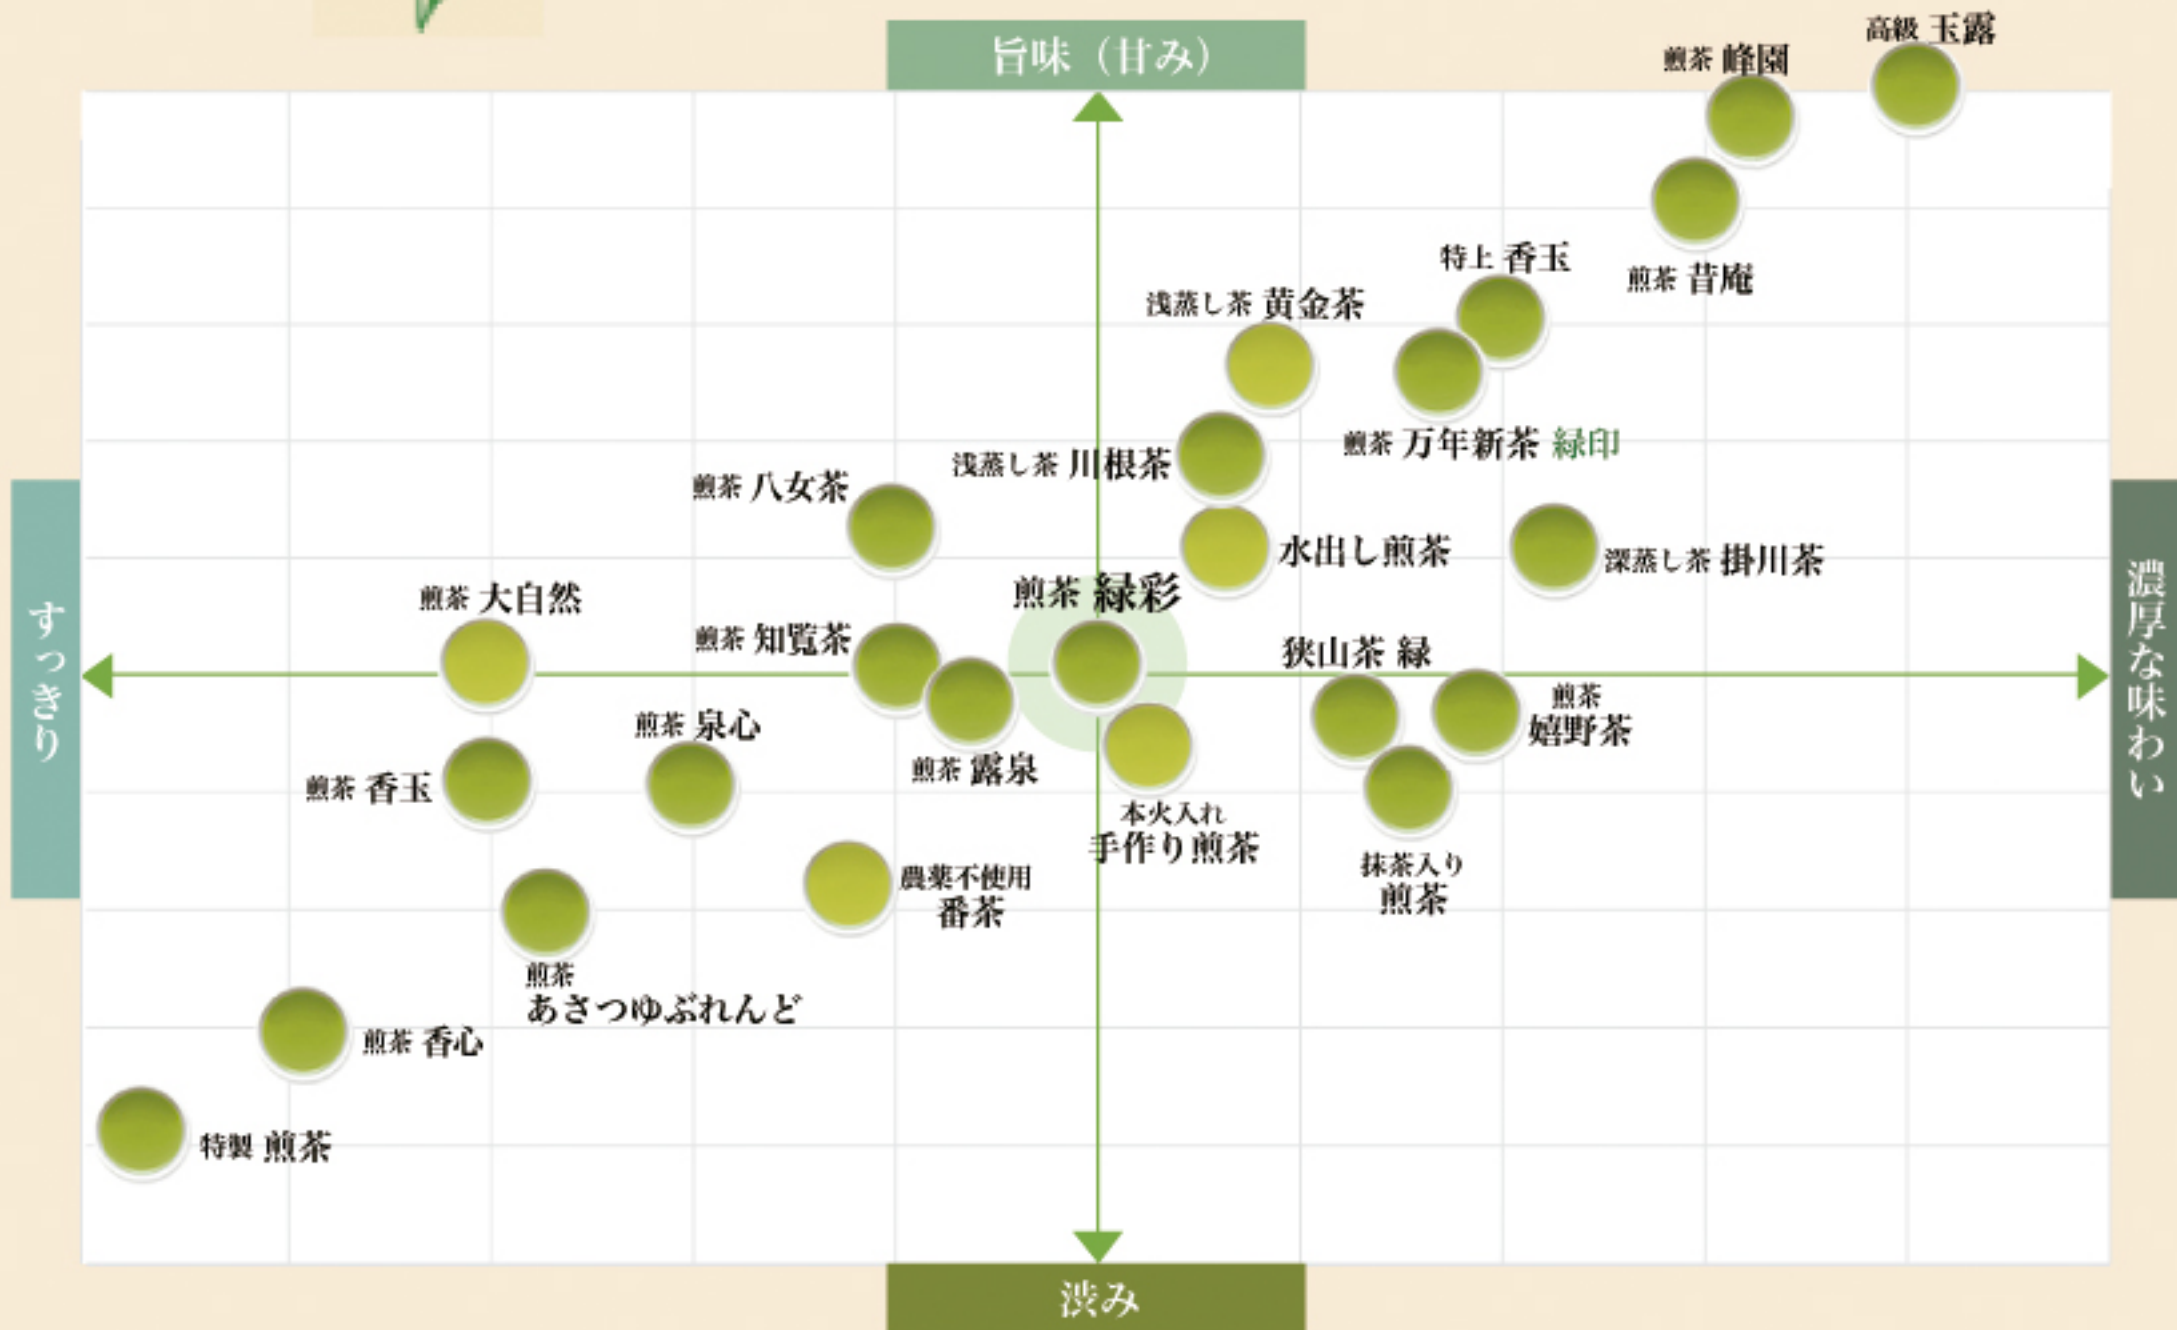 旨味（甘み）
高級 玉露
煎茶 峰園
煎茶 昔庵
特上 香玉
浅蒸し茶 黄金茶
煎茶 万年新茶 緑印
浅蒸し茶 川根茶
煎茶 八女茶
水出し煎茶
深蒸し茶 掛川茶
煎茶 緑彩
煎茶 大自然
煎茶 知覧茶
狭山茶 緑
すっきり
濃厚な味わい
煎茶
嬉野茶
煎茶 泉心
煎茶 露泉
煎茶 香玉
本火入れ
手作り煎茶
抹茶入り
煎茶
農薬不使用
番茶
煎茶
あさつゆぶれんど
煎茶 香心
特製 煎茶
渋み